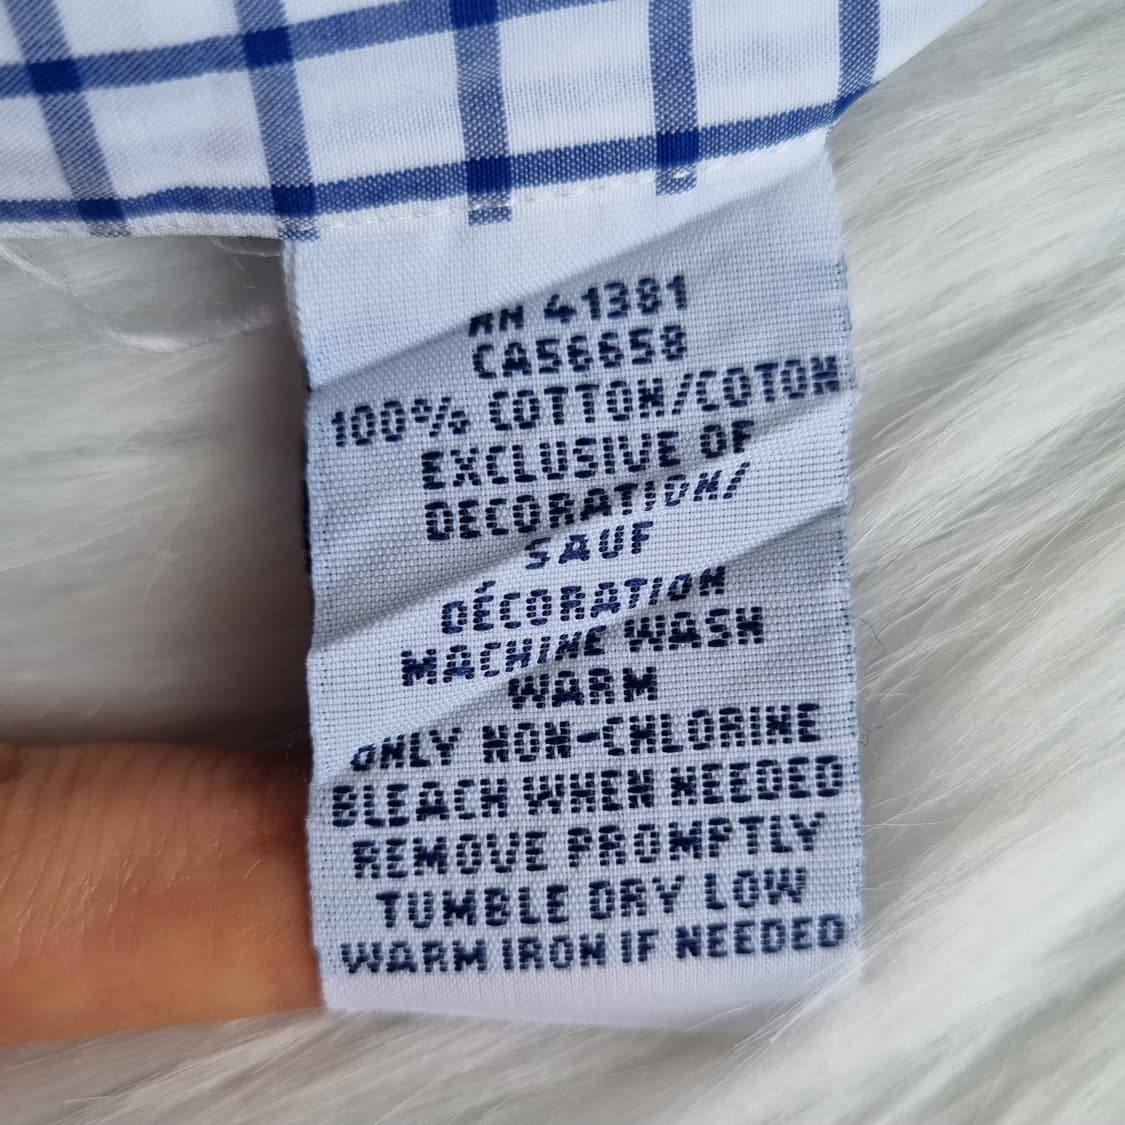 RN 41381
CA56658
100% COTTON/COTON
EXCLUSIVE OF
DECORATION/
SAUF
DÉCORATION
MACHINE WASH
WARM
ONLY NON-CHLORINE
BLEACH WHEN NEEDED
REMOVE PROMPTLY
TUMBLE DRY LOW
WARM IRON IF NEEDED